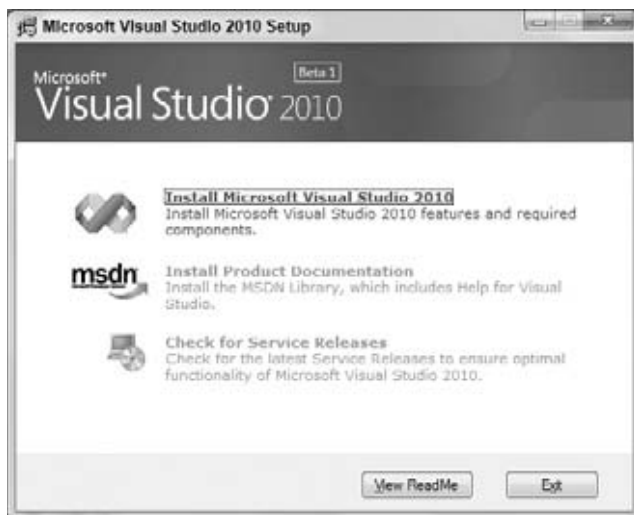 Microsoft Visual Studio 2010 Setup
Beta 1
Microsoft®
Visual Studio® 2010
Install Microsoft Visual Studio 2010
Install Microsoft Visual Studio 2010 features and required
components.
msdn
Install Product Documentation
Install the MSDN Library, which includes Help for Visual
Studio.
Check for Service Releases
Check for the latest Service Releases to ensure optimal
functionality of Microsoft Visual Studio 2010.
View ReadMe
Exit